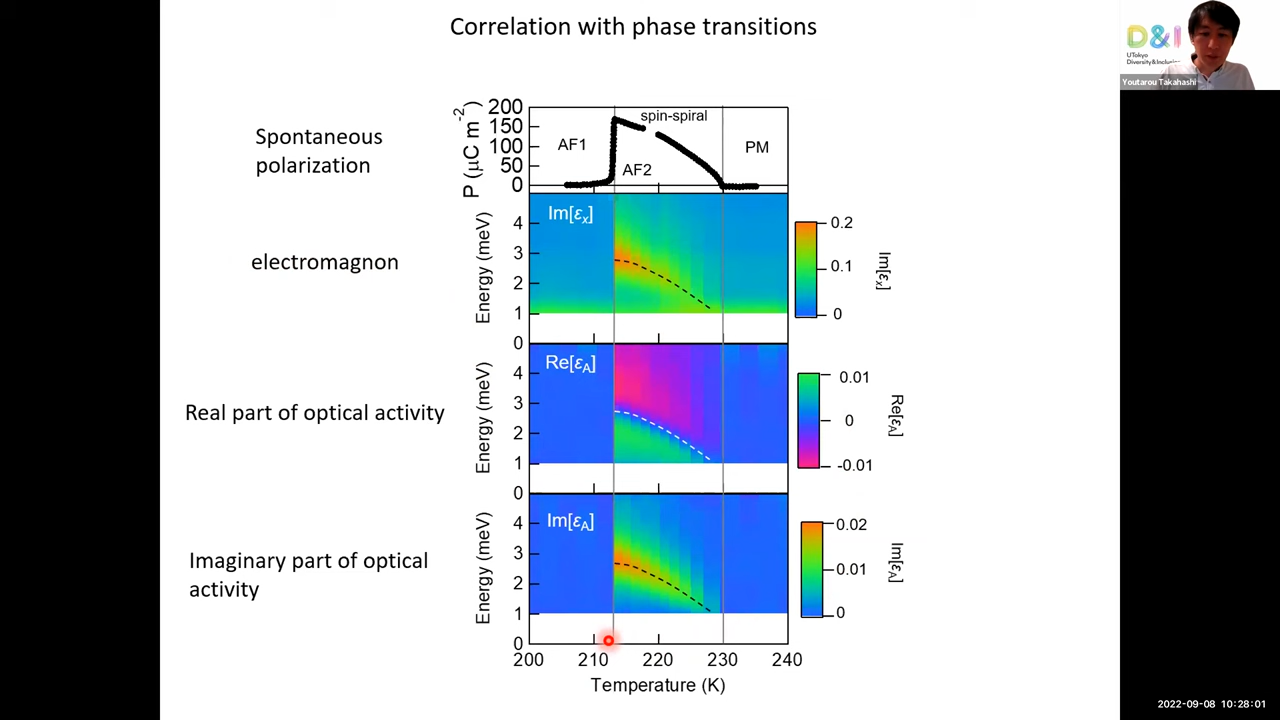 Correlation with phase transitions
D&I
UTokyo
Diversity&Inclusion
Youtarou Takahashi
Spontaneous
polarization
P (μC m⁻²)
200
150
100
50
0
AF1
AF2
spin-spiral
PM
electromagnon
Energy (meV)
4
3
2
1
0
Im[εx]
0.2
0.1
0
Im[εx]
Real part of optical activity
Energy (meV)
4
3
2
1
0
Re[εA]
0.01
0
-0.01
Re[εA]
Imaginary part of optical
activity
Energy (meV)
4
3
2
1
0
Im[εA]
0.02
0.01
0
Im[εA]
200 210 220 230 240
Temperature (K)
2022-09-08 10:28:01